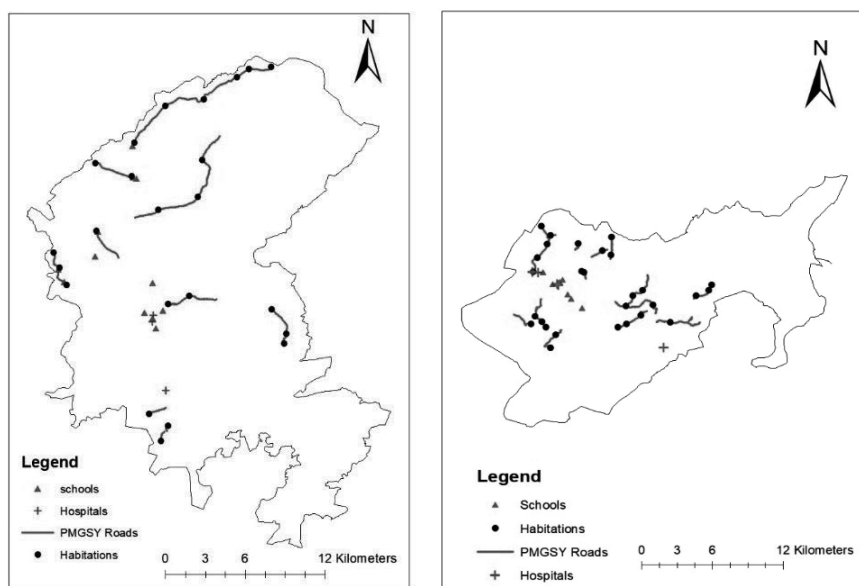 N
Legend
schools
Hospitals
PMGSY Roads
Habitations
0 3 6 12 Kilometers
N
Legend
Schools
Habitations
PMGSY Roads
Hospitals
0 3 6 12 Kilometers